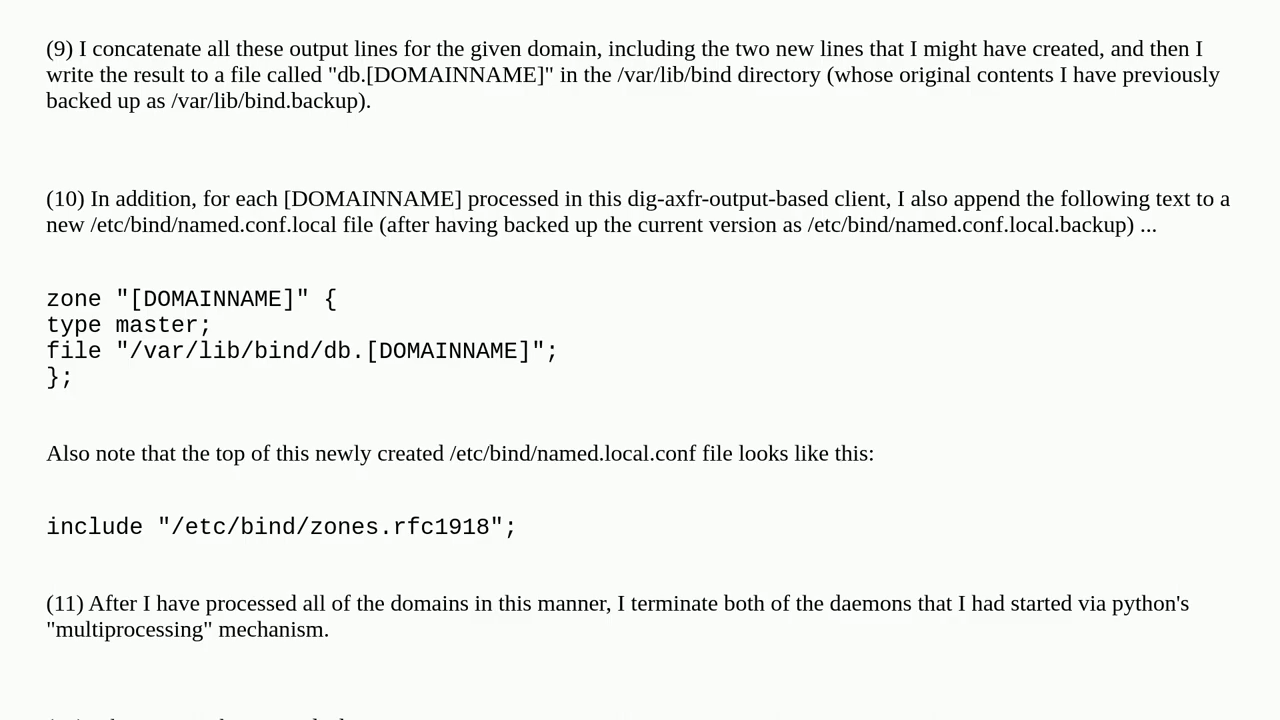 (9) I concatenate all these output lines for the given domain, including the two new lines that I might have created, and then I
write the result to a file called "db.[DOMAINNAME]" in the /var/lib/bind directory (whose original contents I have previously
backed up as /var/lib/bind.backup).
(10) In addition, for each [DOMAINNAME] processed in this dig-axfr-output-based client, I also append the following text to a
new /etc/bind/named.conf.local file (after having backed up the current version as /etc/bind/named.conf.local.backup) ...
zone "[DOMAINNAME]" {
type master;
file "/var/lib/bind/db.[DOMAINNAME]";
};
Also note that the top of this newly created /etc/bind/named.local.conf file looks like this:
include "/etc/bind/zones.rfc1918";
(11) After I have processed all of the domains in this manner, I terminate both of the daemons that I had started via python's
"multiprocessing" mechanism.